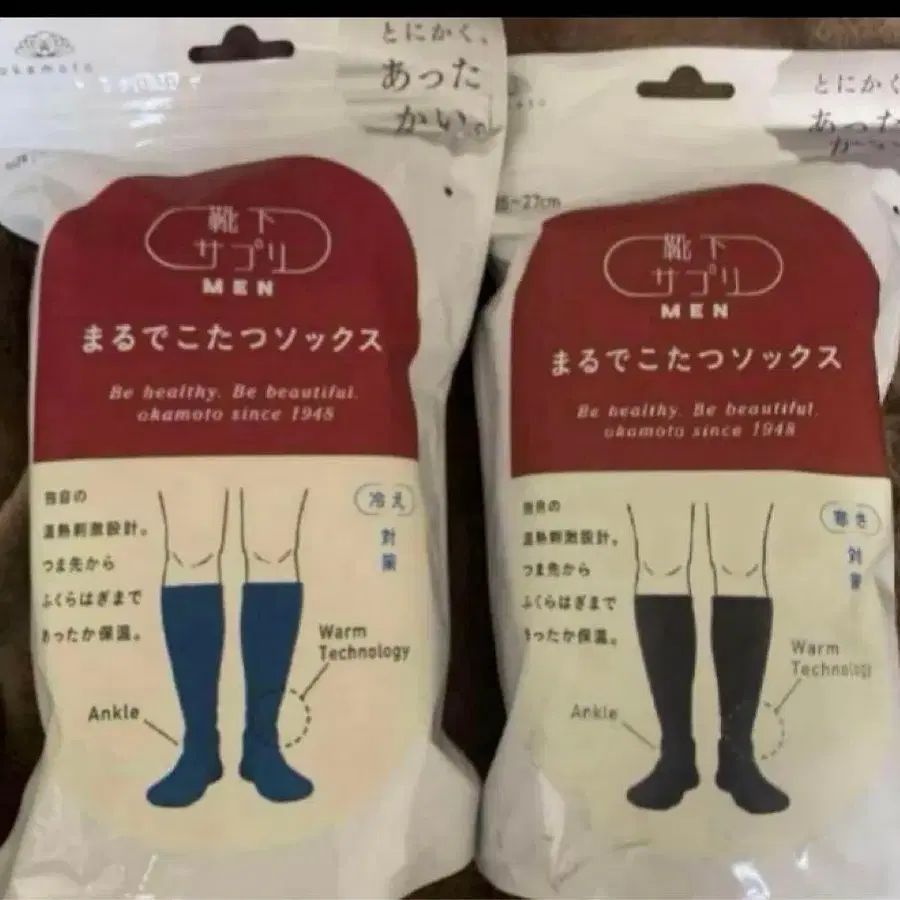 okamoto
とにかく、
あった
かい。
靴下
サプリ
MEN
まるでこたつソックス
Be healthy. Be beautiful.
okamoto since 1948
独自の
温熱刺激設計。
つま先から
ふくらはぎまで
あったか保温。
冷え
対策
Warm
Technology
Ankle
とにかく
あった
かい
~27cm
靴下
サプリ
MEN
まるでこたつソックス
Be healthy. Be beautiful.
okamoto since 1948
独自の
温熱刺激設計。
つま先から
ふくらはぎまで
あったか保温。
寒さ
対策
Warm
Technology
Ankle